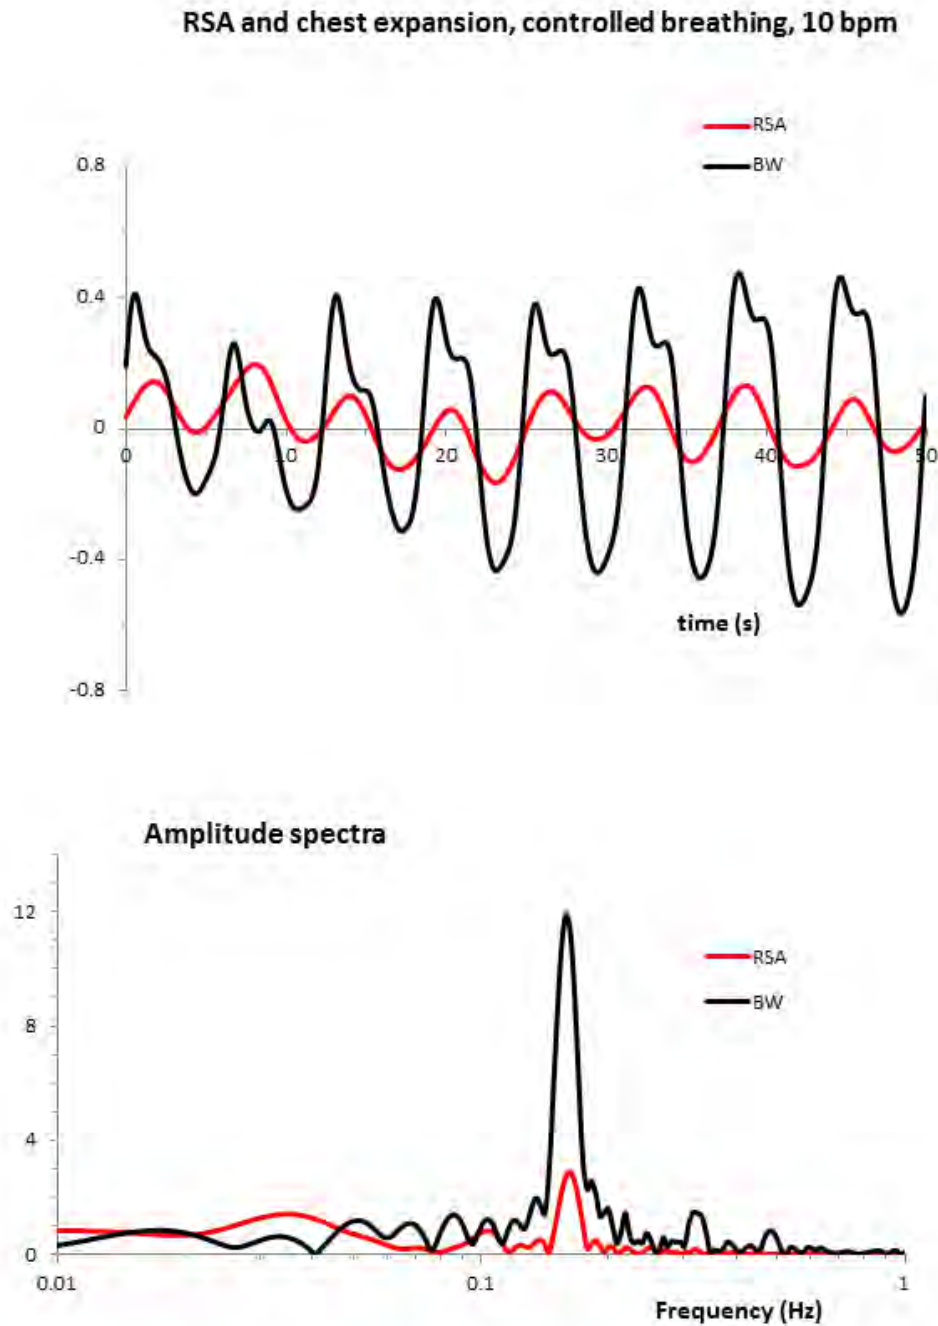 RSA and chest expansion, controlled breathing, 10 bpm
RSA
BW
0.8
0.4
0
0 10 20 30 40 50
-0.4
time (s)
-0.8
Amplitude spectra
12
RSA
BW
8
4
0
0.01 0.1 1
Frequency (Hz)